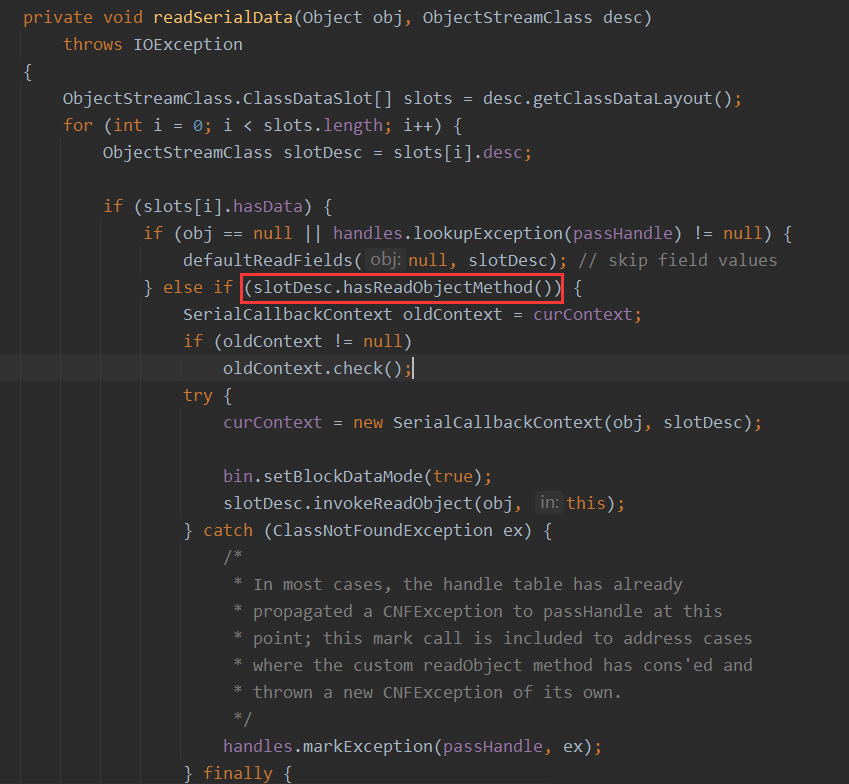 private void readSerialData(Object obj, ObjectStreamClass desc)
throws IOException
{
ObjectStreamClass.ClassDataSlot[] slots = desc.getClassDataLayout();
for (int i = 0; i < slots.length; i++) {
ObjectStreamClass slotDesc = slots[i].desc;
if (slots[i].hasData) {
if (obj == null || handles.lookupException(passHandle) != null) {
defaultReadFields( obj: null, slotDesc); // skip field values
} else if (slotDesc.hasReadObjectMethod()) {
SerialCallbackContext oldContext = curContext;
if (oldContext != null)
oldContext.check();
try {
curContext = new SerialCallbackContext(obj, slotDesc);
bin.setBlockDataMode(true);
slotDesc.invokeReadObject(obj, in: this);
} catch (ClassNotFoundException ex) {
/*
* In most cases, the handle table has already
* propagated a CNFException to passHandle at this
* point; this mark call is included to address cases
* where the custom readObject method has cons'ed and
* thrown a new CNFException of its own.
*/
handles.markException(passHandle, ex);
} finally {